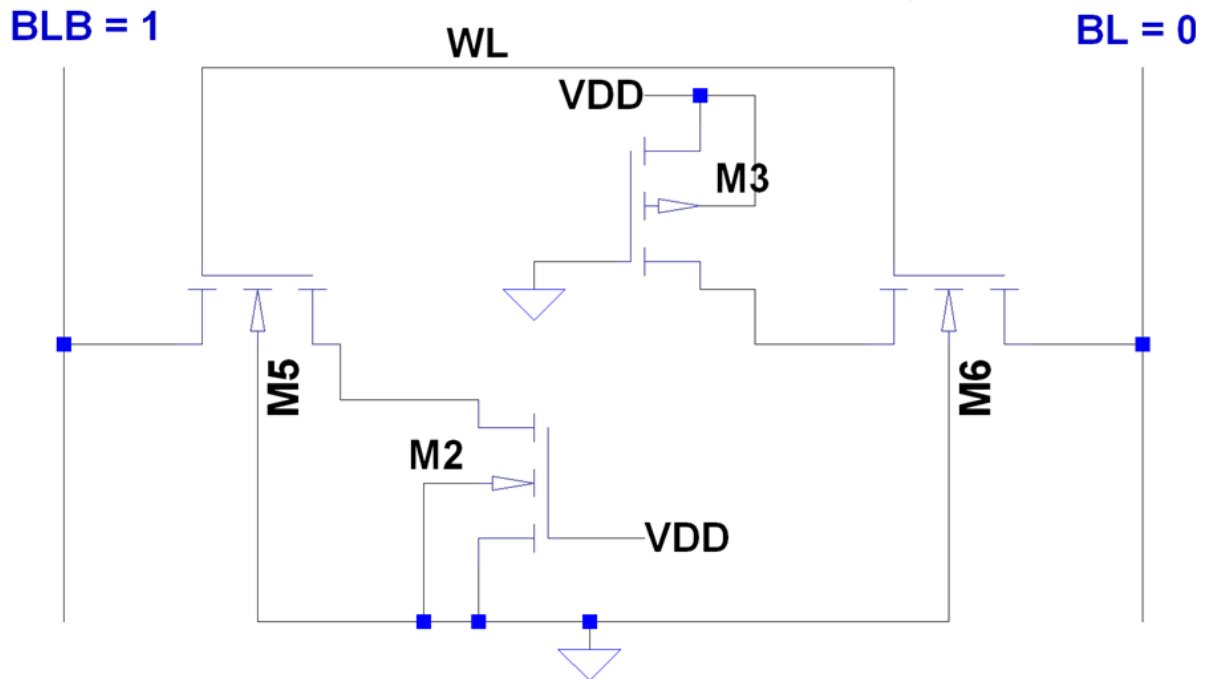 BLB = 1
BL = 0
WL
VDD
M3
M5
M6
M2
VDD